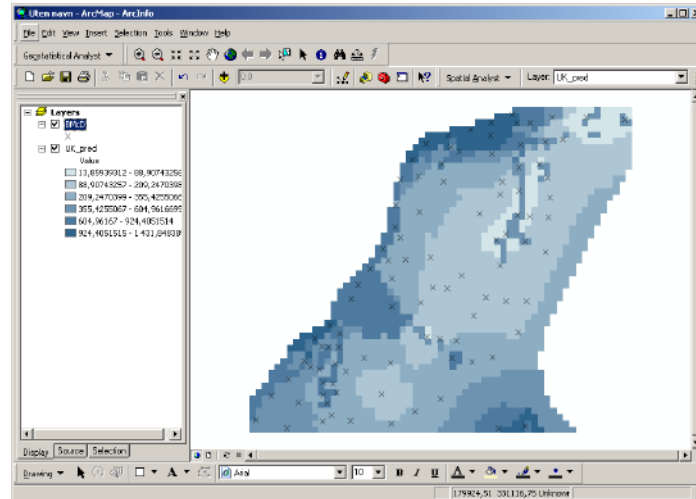 Uten navn - ArcMap - ArcInfo
File Edit View Insert Selection Tools Window Help
Geostatistical Analyst
Spatial Analyst Layer: UK_pred
Layers
UK_pred
Value
13,85939312 - 88,90743256
88,90743257 - 209,2470398
209,2470399 - 355,4255066
355,4255067 - 604,9616699
604,96167 - 924,4051514
924,4051515 - 1 431,84838
Display Source Selection
Drawing Arial 10 B I U A
179924,51 331116,75 Unknown